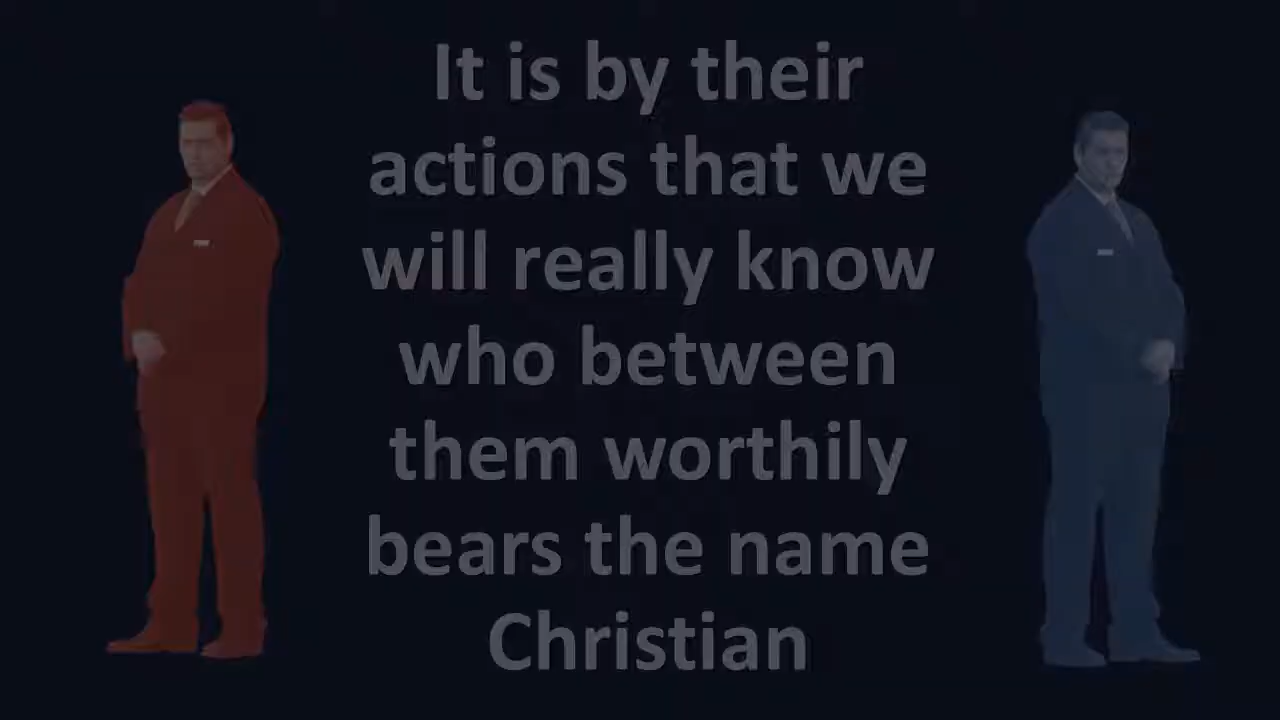 It is by their
actions that we
will really know
who between
them worthily
bears the name
Christian